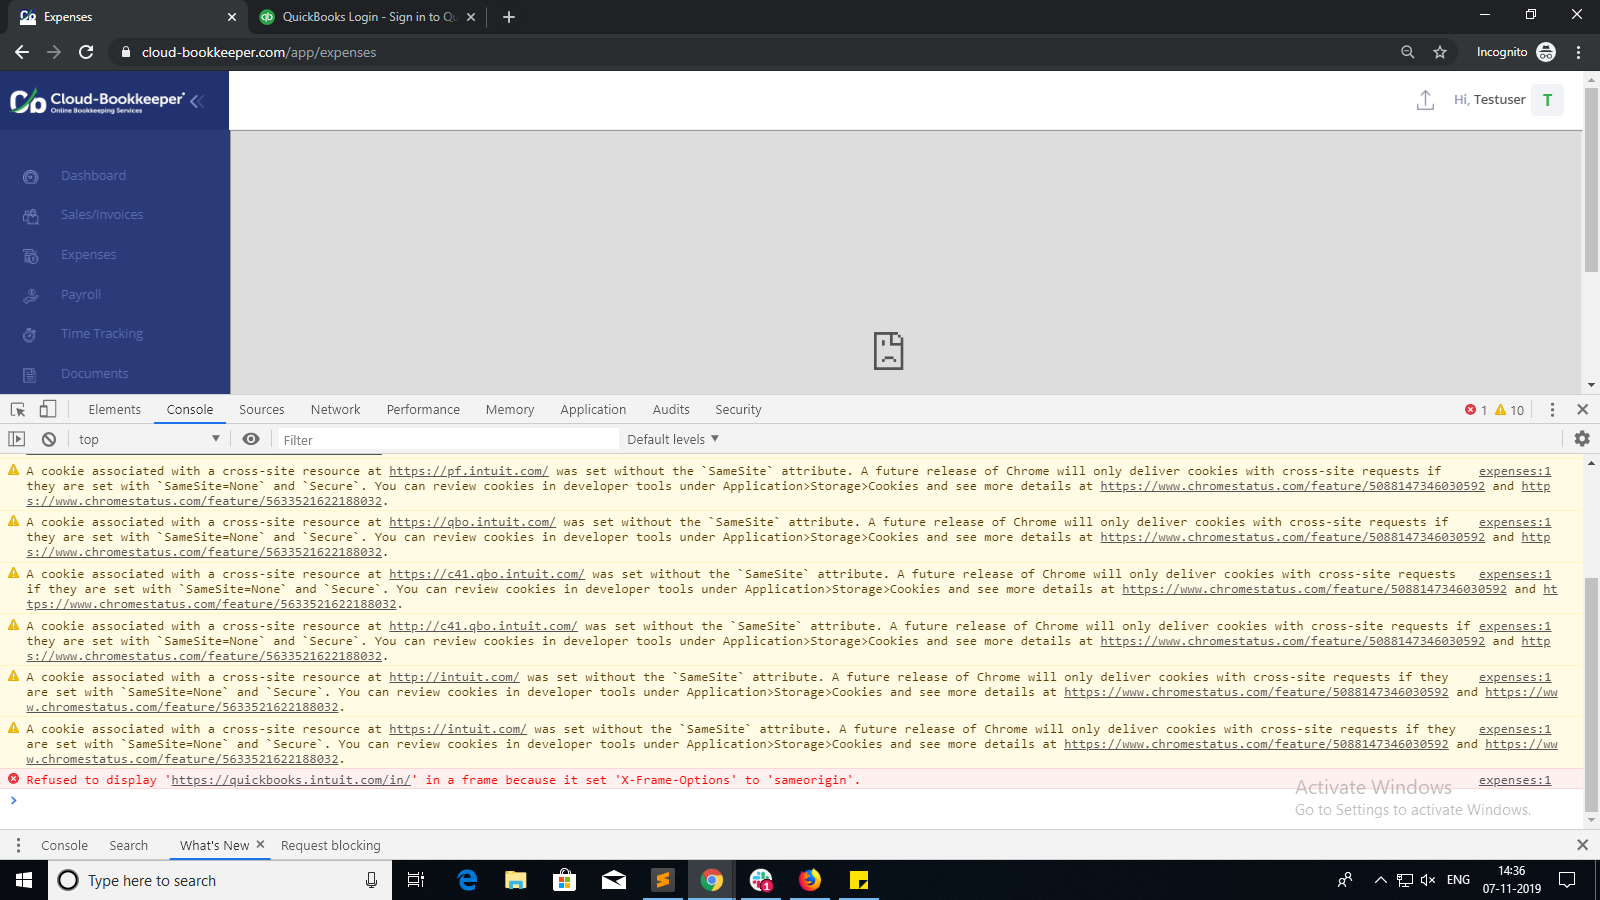 Expenses
QuickBooks Login - Sign in to Qu
cloud-bookkeeper.com/app/expenses
Incognito
Cloud-Bookkeeper
Online Bookkeeping Services
Hi, Testuser
T
Dashboard
Sales/Invoices
Expenses
Payroll
Time Tracking
Documents
Elements Console Sources Network Performance Memory Application Audits Security
1 10
top
Filter
Default levels
A cookie associated with a cross-site resource at https://pf.intuit.com/ was set without the `SameSite` attribute. A future release of Chrome will only deliver cookies with cross-site requests if expenses:1
they are set with `SameSite=None` and `Secure`. You can review cookies in developer tools under Application>Storage>Cookies and see more details at https://www.chromestatus.com/feature/5088147346030592 and http
s://www.chromestatus.com/feature/5633521622188032.
A cookie associated with a cross-site resource at https://qbo.intuit.com/ was set without the `SameSite` attribute. A future release of Chrome will only deliver cookies with cross-site requests if expenses:1
they are set with `SameSite=None` and `Secure`. You can review cookies in developer tools under Application>Storage>Cookies and see more details at https://www.chromestatus.com/feature/5088147346030592 and http
s://www.chromestatus.com/feature/5633521622188032.
A cookie associated with a cross-site resource at https://c41.qbo.intuit.com/ was set without the `SameSite` attribute. A future release of Chrome will only deliver cookies with cross-site requests expenses:1
if they are set with `SameSite=None` and `Secure`. You can review cookies in developer tools under Application>Storage>Cookies and see more details at https://www.chromestatus.com/feature/5088147346030592 and ht
tps://www.chromestatus.com/feature/5633521622188032.
A cookie associated with a cross-site resource at http://c41.qbo.intuit.com/ was set without the `SameSite` attribute. A future release of Chrome will only deliver cookies with cross-site requests if expenses:1
they are set with `SameSite=None` and `Secure`. You can review cookies in developer tools under Application>Storage>Cookies and see more details at https://www.chromestatus.com/feature/5088147346030592 and http
s://www.chromestatus.com/feature/5633521622188032.
A cookie associated with a cross-site resource at http://intuit.com/ was set without the `SameSite` attribute. A future release of Chrome will only deliver cookies with cross-site requests if they expenses:1
are set with `SameSite=None` and `Secure`. You can review cookies in developer tools under Application>Storage>Cookies and see more details at https://www.chromestatus.com/feature/5088147346030592 and https://ww
w.chromestatus.com/feature/5633521622188032.
A cookie associated with a cross-site resource at https://intuit.com/ was set without the `SameSite` attribute. A future release of Chrome will only deliver cookies with cross-site requests if they expenses:1
are set with `SameSite=None` and `Secure`. You can review cookies in developer tools under Application>Storage>Cookies and see more details at https://www.chromestatus.com/feature/5088147346030592 and https://ww
w.chromestatus.com/feature/5633521622188032.
Refused to display 'https://quickbooks.intuit.com/in/' in a frame because it set 'X-Frame-Options' to 'sameorigin'. expenses:1
Activate Windows
Go to Settings to activate Windows.
Console Search What's New Request blocking
Type here to search
1
ENG
14:36
07-11-2019